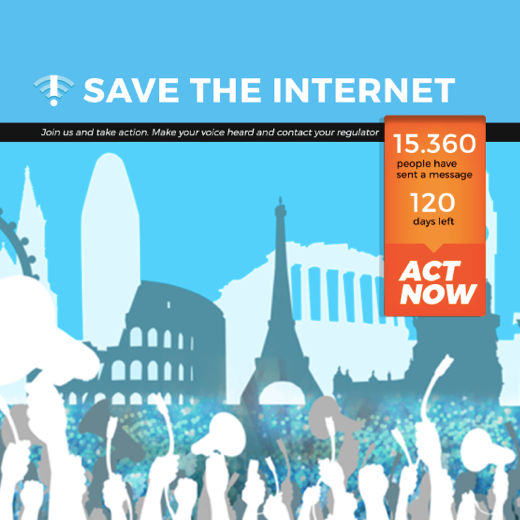 SAVE THE INTERNET
Join us and take action. Make your voice heard and contact your regulator
15.360
people have
sent a message
120
days left
ACT
NOW